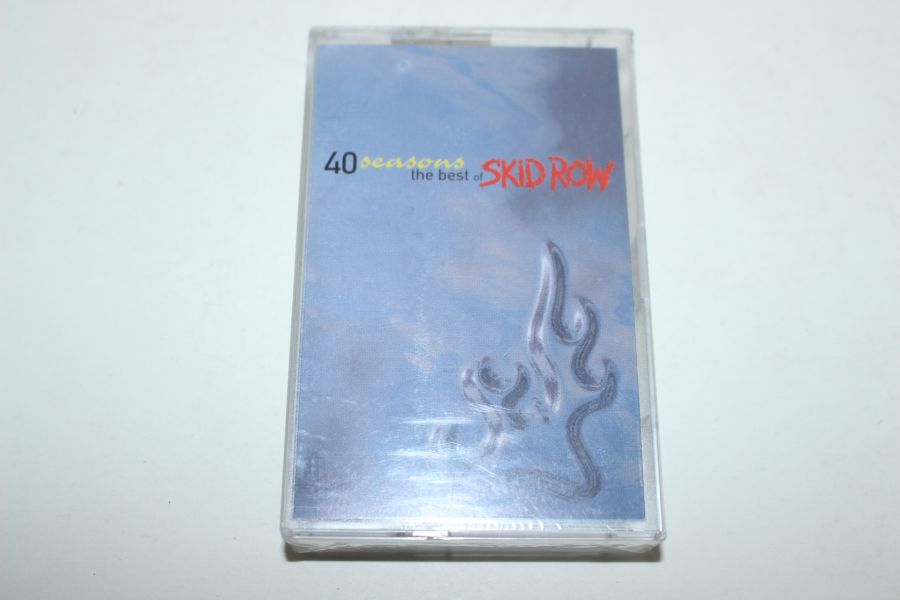 40 seasons
the best of SKID ROW